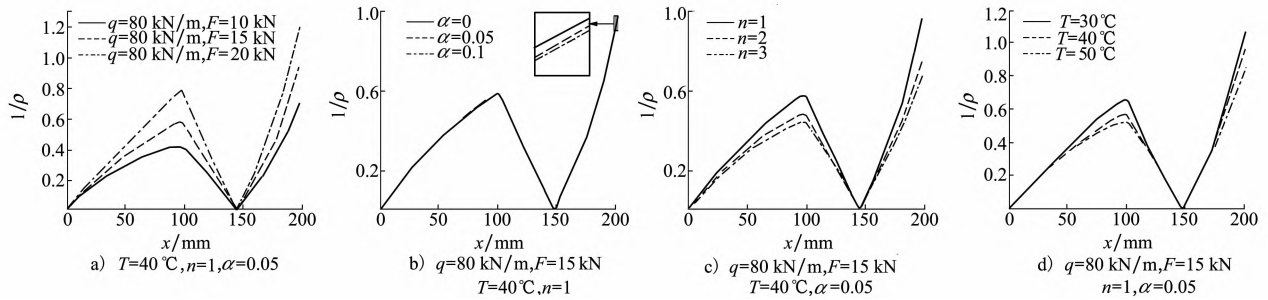 q=80 kN/m,F=10 kN
q=80 kN/m,F=15 kN
q=80 kN/m,F=20 kN
1.2
1.0
0.8
0.6
0.4
0.2
1/ρ
0
50
100
150
200
x/mm
a) T=40℃,n=1,α=0.05
α=0
α=0.05
α=0.1
1.0
0.6
0.2
1/ρ
0
50
100
150
200
x/mm
b) q=80 kN/m,F=15 kN
T=40℃,n=1
n=1
n=2
n=3
1.0
0.6
0.2
1/ρ
0
50
100
150
200
x/mm
c) q=80 kN/m,F=15 kN
T=40℃,α=0.05
T=30℃
T=40℃
T=50℃
1.2
1.0
0.8
0.6
0.4
0.2
1/ρ
0
50
100
150
200
x/mm
d) q=80 kN/m,F=15 kN
n=1,α=0.05